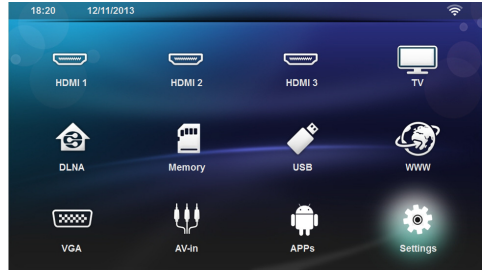 18:20 12/11/2013
HDMI 1 HDMI 2 HDMI 3 TV
DLNA Memory USB WWW
VGA AV-in APPs Settings